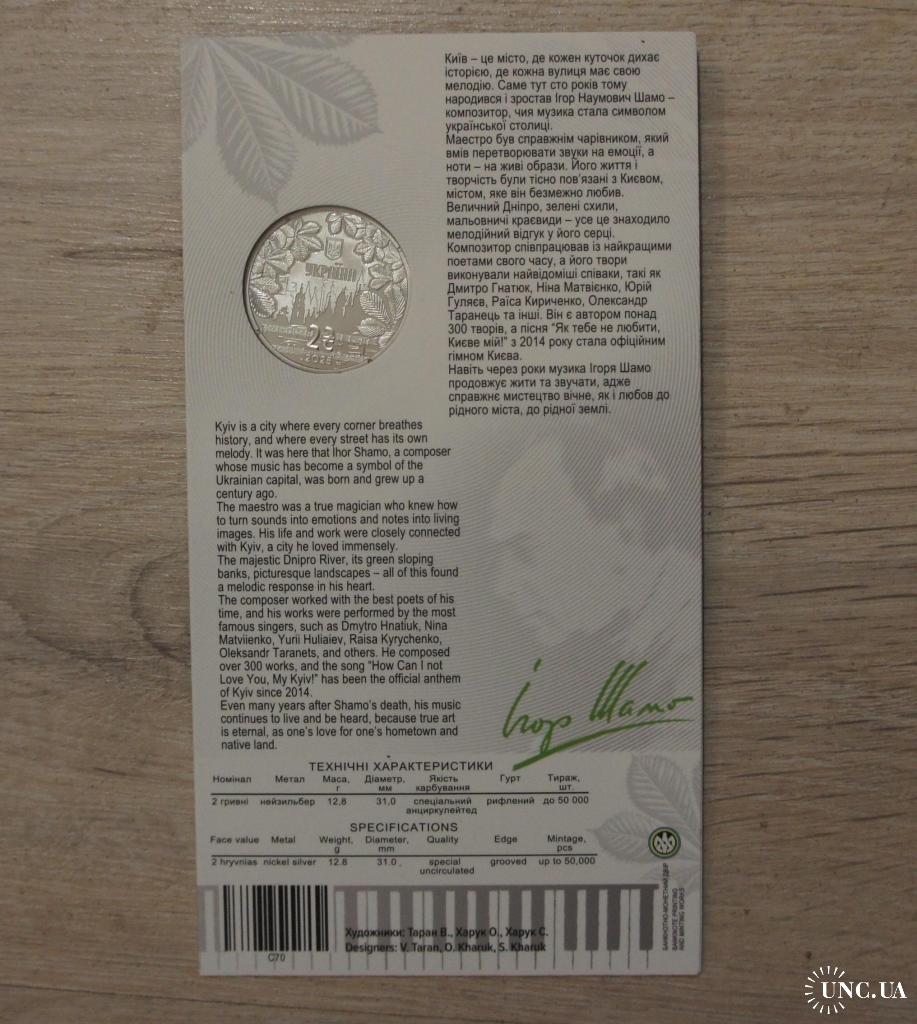 Київ – це місто, де кожен куточок дихає
історією, де кожна вулиця має свою
мелодію. Саме тут сто років тому
народився і зростав Ігор Наумович Шамо –
композитор, чия музика стала символом
української столиці.
Маестро був справжнім чарівником, який
вмів перетворювати звуки на емоції, а
ноти – на живі образи. Його життя і
творчість були тісно пов'язані з Києвом,
містом, яке він безмежно любив.
Величний Дніпро, зелені схили,
мальовничі краєвиди – усе це знаходило
мелодійний відгук у його серці.
Композитор співпрацював із найкращими
поетами свого часу, а його твори
виконували найвідоміші співаки, такі як
Дмитро Гнатюк, Ніна Матвієнко, Юрій
Гуляєв, Раїса Кириченко, Олександр
Таранець та інші. Він є автором понад
300 творів, а пісня "Як тебе не любити,
Києве мій!" з 2014 року стала офіційним
гімном Києва.
Навіть через роки музика Ігоря Шамо
продовжує жити та звучати, адже
справжнє мистецтво вічне, як і любов до
рідного міста, до рідної землі.
УКРАЇНА
2₴
2025
Kyiv is a city where every corner breathes
history, and where every street has its own
melody. It was here that Ihor Shamo, a composer
whose music has become a symbol of the
Ukrainian capital, was born and grew up a
century ago.
The maestro was a true magician who knew how
to turn sounds into emotions and notes into living
images. His life and work were closely connected
with Kyiv, a city he loved immensely.
The majestic Dnipro River, its green sloping
banks, picturesque landscapes – all of this found
a melodic response in his heart.
The composer worked with the best poets of his
time, and his works were performed by the most
famous singers, such as Dmytro Hnatiuk, Nina
Matviienko, Yurii Huliaiev, Raisa Kyrychenko,
Oleksandr Taranets, and others. He composed
over 300 works, and the song "How Can I not
Love You, My Kyiv!" has been the official anthem
of Kyiv since 2014.
Even many years after Shamo's death, his music
continues to live and be heard, because true art
is eternal, as one's love for one's hometown and
native land.
Ігор Шамо
ТЕХНІЧНІ ХАРАКТЕРИСТИКИ
Номінал Метал Маса, г Діаметр, мм Якість карбування Гурт Тираж, шт.
2 гривні нейзильбер 12,8 31,0 спеціальний анциркулейтед рифлений до 50 000
SPECIFICATIONS
Face value Metal Weight, g Diameter, mm Quality Edge Mintage, pcs
2 hryvnias nickel silver 12.8 31.0 special uncirculated grooved up to 50,000
БАНКНОТНО-МОНЕТНИЙ ДВІР
BANKNOTE PRINTING
AND MINTING WORKS
C70
Художники: Таран В., Харук О., Харук С.
Designers: V. Taran, O. Kharuk, S. Kharuk
UNC.UA